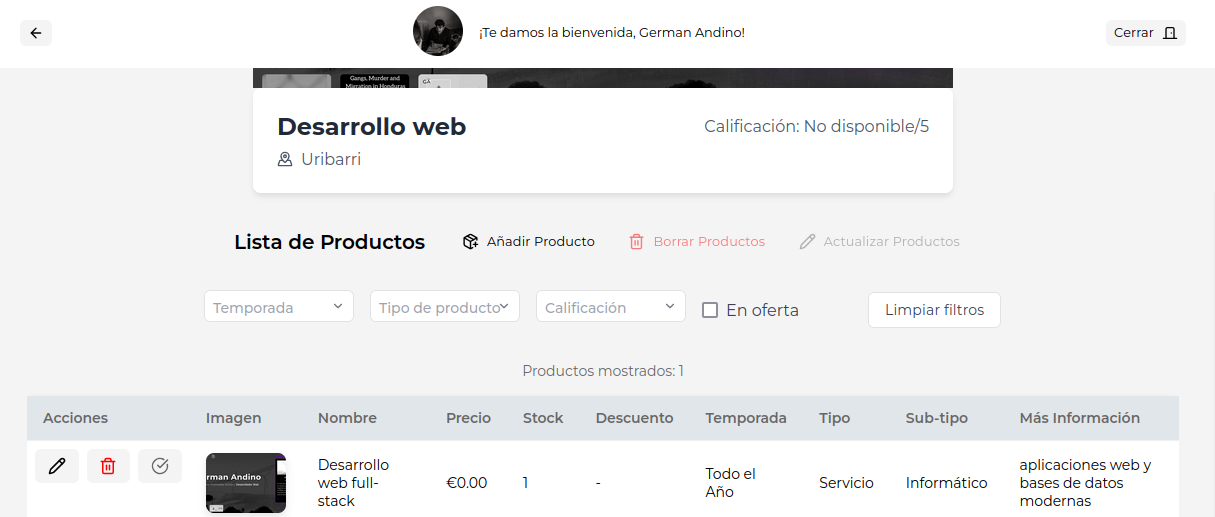 ¡Te damos la bienvenida, German Andino!
Cerrar
Gangs, Murder and
Migration in Honduras
GA
Desarrollo web
Calificación: No disponible/5
Uribarri
Lista de Productos
Añadir Producto
Borrar Productos
Actualizar Productos
Temporada
Tipo de producto
Calificación
En oferta
Limpiar filtros
Productos mostrados: 1
Acciones Imagen Nombre Precio Stock Descuento Temporada Tipo Sub-tipo Más Información
rman Andino
Desarrollo
web full-
stack
€0.00
1
-
Todo el
Año
Servicio
Informático
aplicaciones web y
bases de datos
modernas